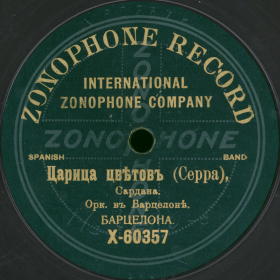 ZONOPHONE RECORD
INTERNATIONAL
ZONOPHONE COMPANY
ZONOPHONE
SPANISH BAND
Царица цвѣтовъ (Серра),
Сардана,
Орк. въ Барцелонѣ,
БАРЦЕЛОНА.
X-60357